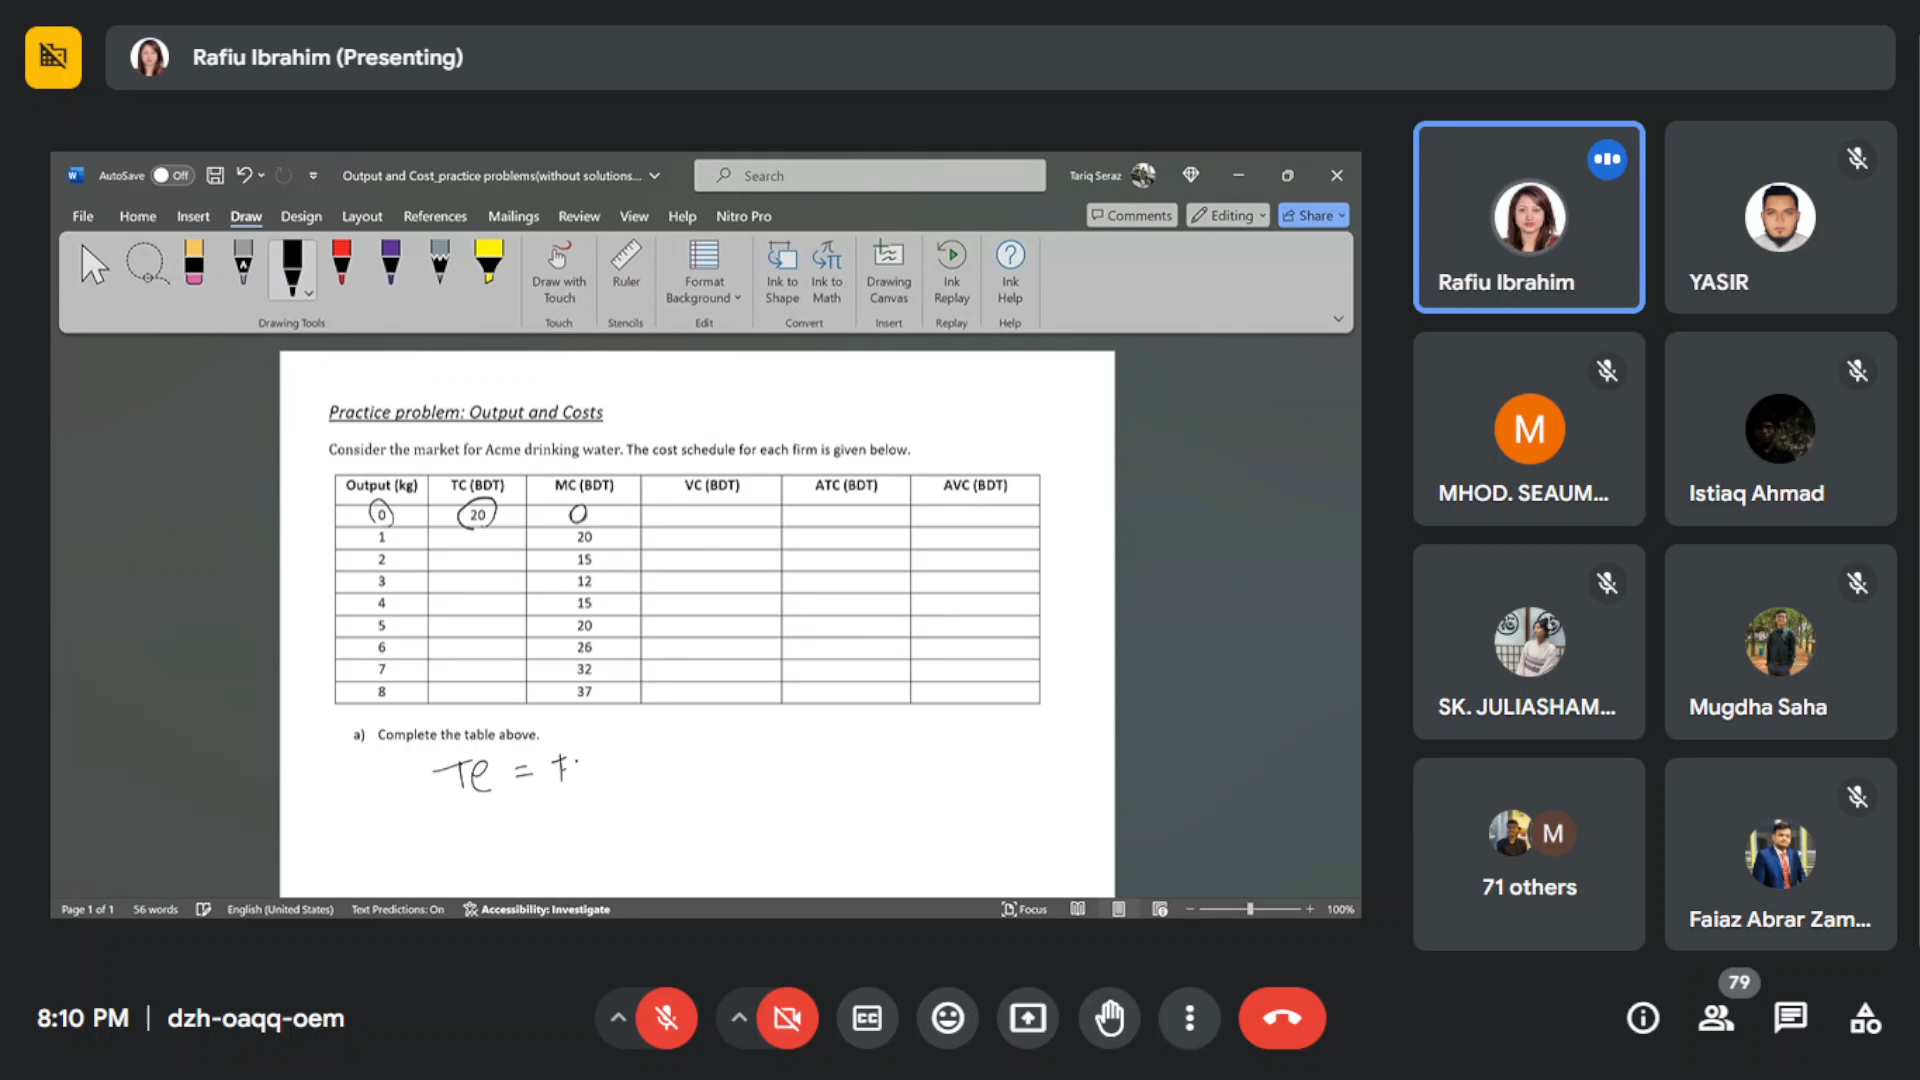 Rafiu Ibrahim (Presenting)
AutoSave Off Output and Cost_practice problems(without solutions... Search Tariq Seraz
File Home Insert Draw Design Layout References Mailings Review View Help Nitro Pro Comments Editing Share
Draw with Touch Ruler Format Background Ink to Shape Ink to Math Drawing Canvas Ink Replay Ink Help
Drawing Tools Touch Stencils Edit Convert Insert Replay Help
Practice problem: Output and Costs
Consider the market for Acme drinking water. The cost schedule for each firm is given below.
Output (kg) TC (BDT) MC (BDT) VC (BDT) ATC (BDT) AVC (BDT)
0 20 0
1 20
2 15
3 12
4 15
5 20
6 26
7 32
8 37
a) Complete the table above.
TC =
Page 1 of 1 56 words English (United States) Text Predictions: On Accessibility: Investigate Focus 100%
Rafiu Ibrahim
YASIR
M
MHOD. SEAUM...
Istiaq Ahmad
SK. JULIASHAM...
Mugdha Saha
M
71 others
Faiaz Abrar Zam...
8:10 PM | dzh-oaqq-oem
79